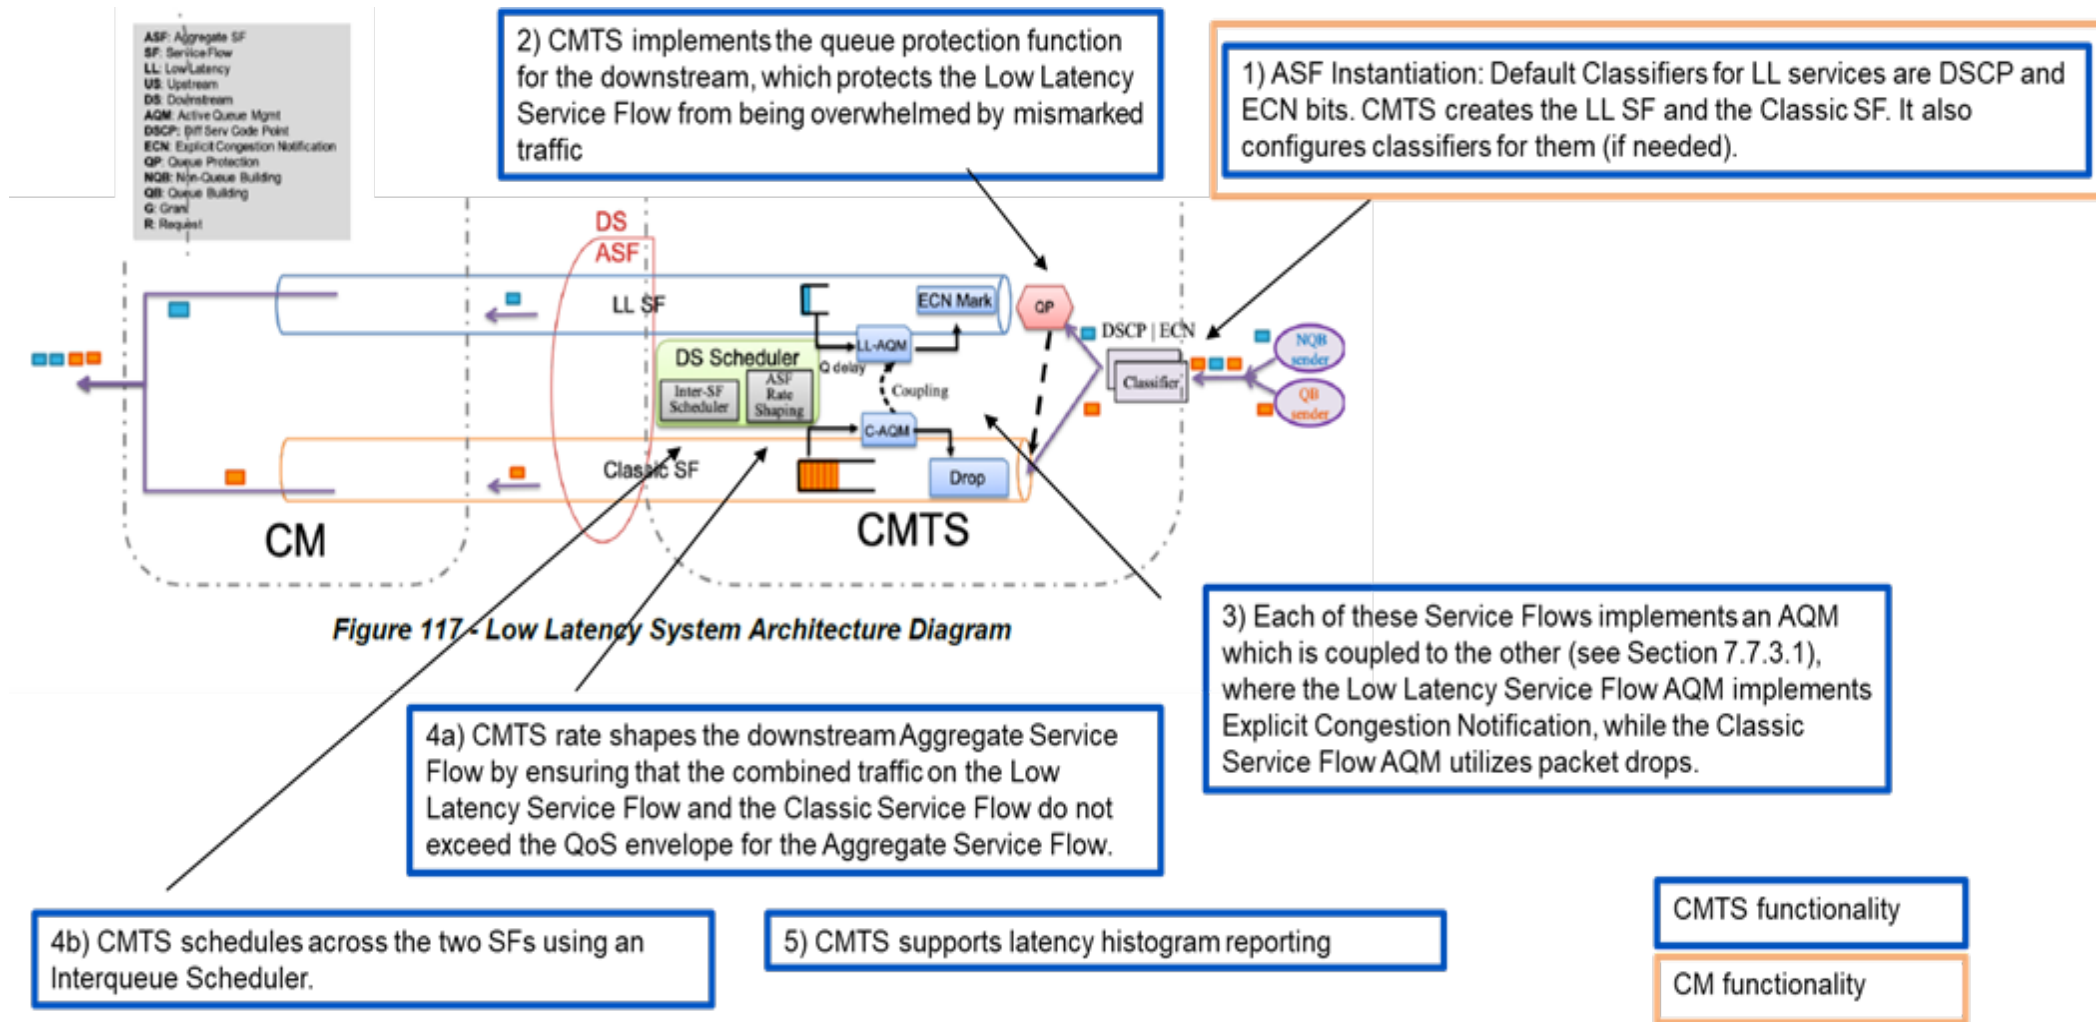 ASF: Aggregate SF
SF: Service Flow
LL: Low Latency
US: Upstream
DS: Downstream
AQM: Active Queue Mgmt
DSCP: Diff Serv Code Point
ECN: Explicit Congestion Notification
QP: Queue Protection
NQB: Non-Queue Building
QB: Queue Building
G: Grant
R: Request
2) CMTS implements the queue protection function
for the downstream, which protects the Low Latency
Service Flow from being overwhelmed by mismarked
traffic
1) ASF Instantiation: Default Classifiers for LL services are DSCP and
ECN bits. CMTS creates the LL SF and the Classic SF. It also
configures classifiers for them (if needed).
DS
ASF
LL SF
ECN Mark
QP
DSCP | ECN
LL-AQM
DS Scheduler
Q delay
Inter-SF
Scheduler
ASF
Rate
Shaping
Coupling
Classifier
NQB
sender
QB
sender
C-AQM
Classic SF
Drop
CM
CMTS
Figure 117 - Low Latency System Architecture Diagram
3) Each of these Service Flows implements an AQM
which is coupled to the other (see Section 7.7.3.1),
where the Low Latency Service Flow AQM implements
Explicit Congestion Notification, while the Classic
Service Flow AQM utilizes packet drops.
4a) CMTS rate shapes the downstream Aggregate Service
Flow by ensuring that the combined traffic on the Low
Latency Service Flow and the Classic Service Flow do not
exceed the QoS envelope for the Aggregate Service Flow.
4b) CMTS schedules across the two SFs using an
Interqueue Scheduler.
5) CMTS supports latency histogram reporting
CMTS functionality
CM functionality